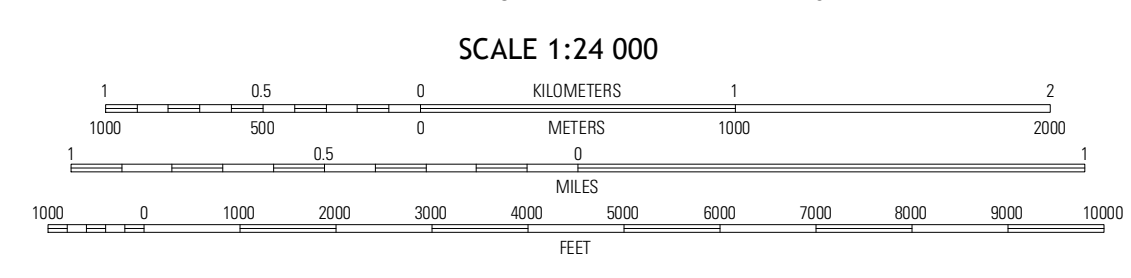 SCALE 1:24 000
1 0.5 0 KILOMETERS 1 2
1000 500 0 METERS 1000 2000
1 0.5 0 1
MILES
1000 0 1000 2000 3000 4000 5000 6000 7000 8000 9000 10000
FEET